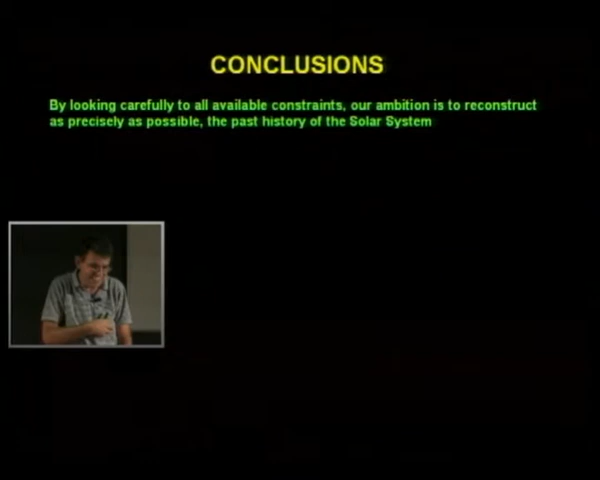 CONCLUSIONS
By looking carefully to all available constraints, our ambition is to reconstruct
as precisely as possible, the past history of the Solar System